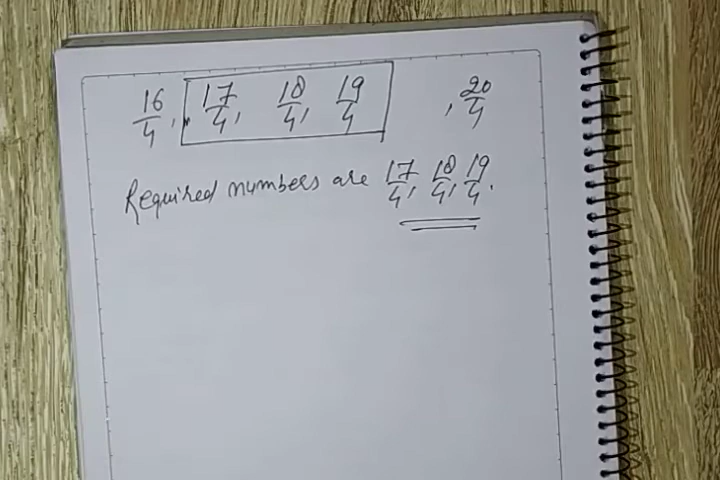 16/4, 17/4, 18/4, 19/4 , 20/4
Required numbers are 17/4, 18/4, 19/4.